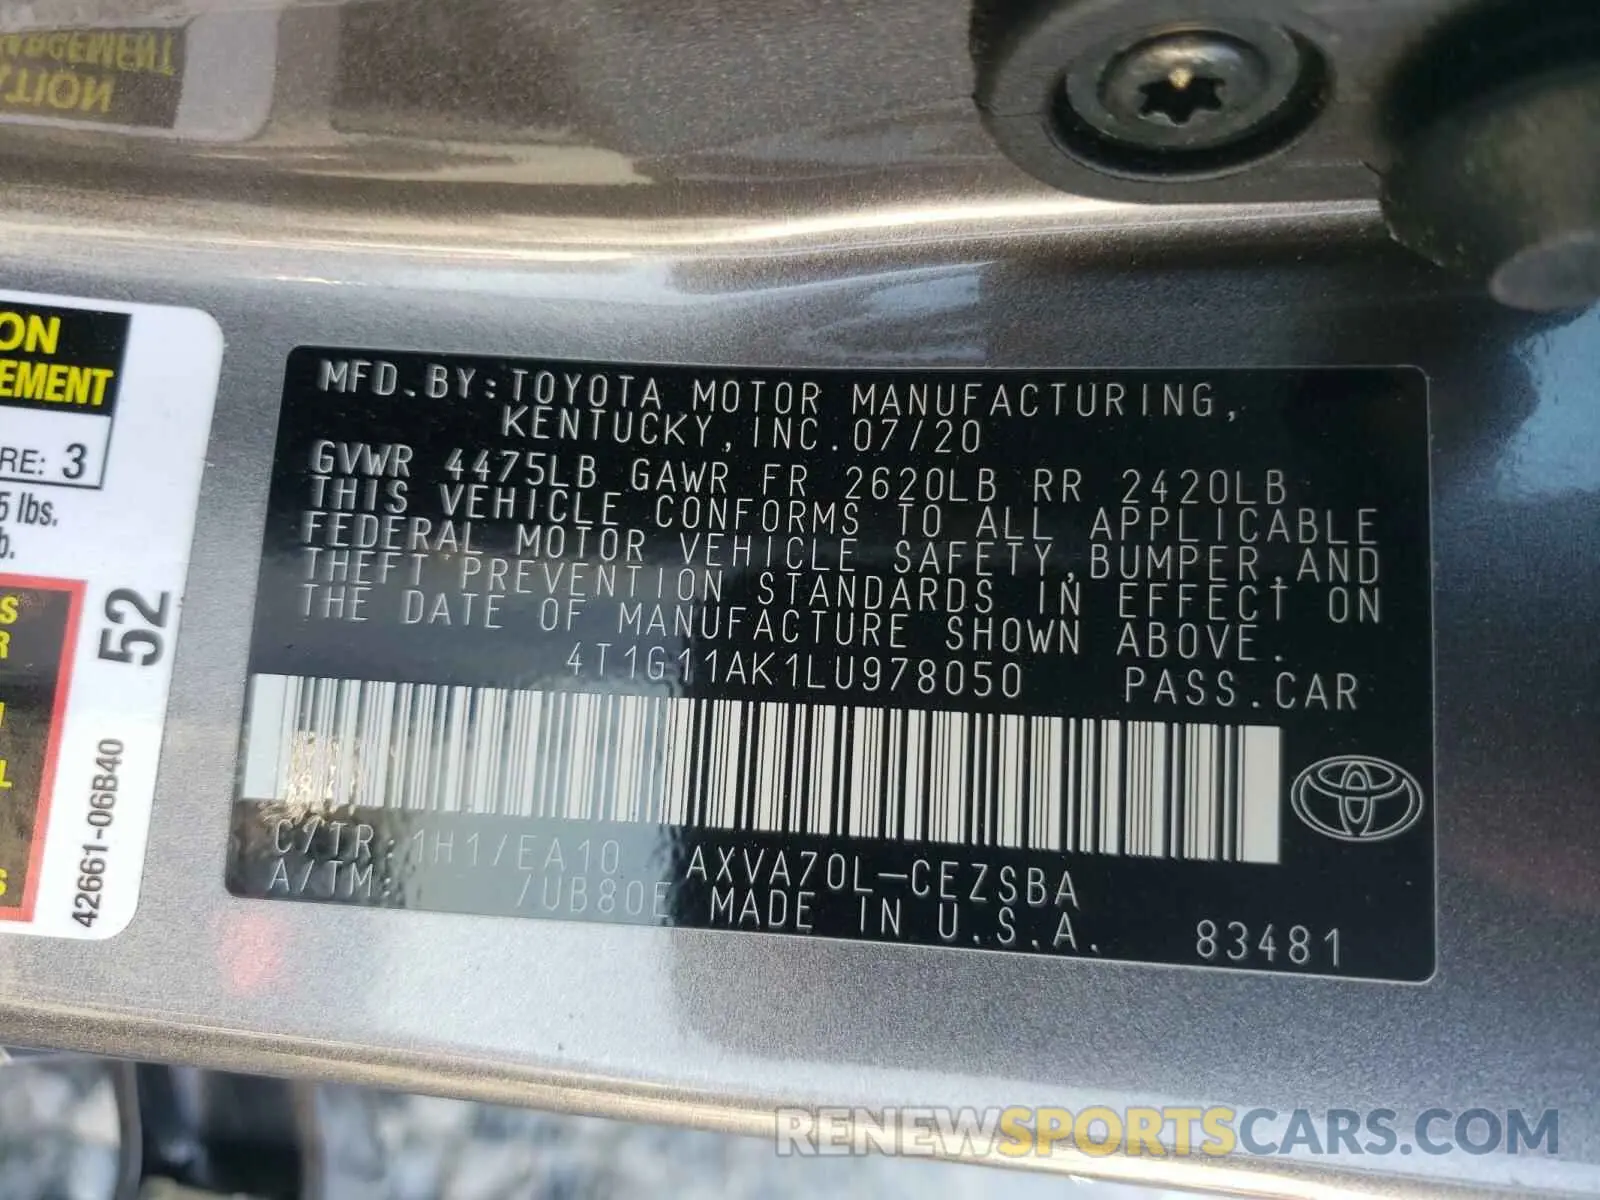 ARGEMENT
TION
ON
EMENT
RE: 3
5 lbs.
b.
S
R
L
S
52
42661-06B40
MFD.BY:TOYOTA MOTOR MANUFACTURING,
KENTUCKY,INC.07/20
GVWR 4475LB GAWR FR 2620LB RR 2420LB
THIS VEHICLE CONFORMS TO ALL APPLICABLE
FEDERAL MOTOR VEHICLE SAFETY,BUMPER,AND
THEFT PREVENTION STANDARDS IN EFFECT ON
THE DATE OF MANUFACTURE SHOWN ABOVE.
4T1G11AK1LU978050 PASS.CAR
C/TR:1H1/EA10 AXVA70L-CEZSBA
A/TM: /UB80E MADE IN U.S.A. 83481
RENEWSPORTSCARS.COM